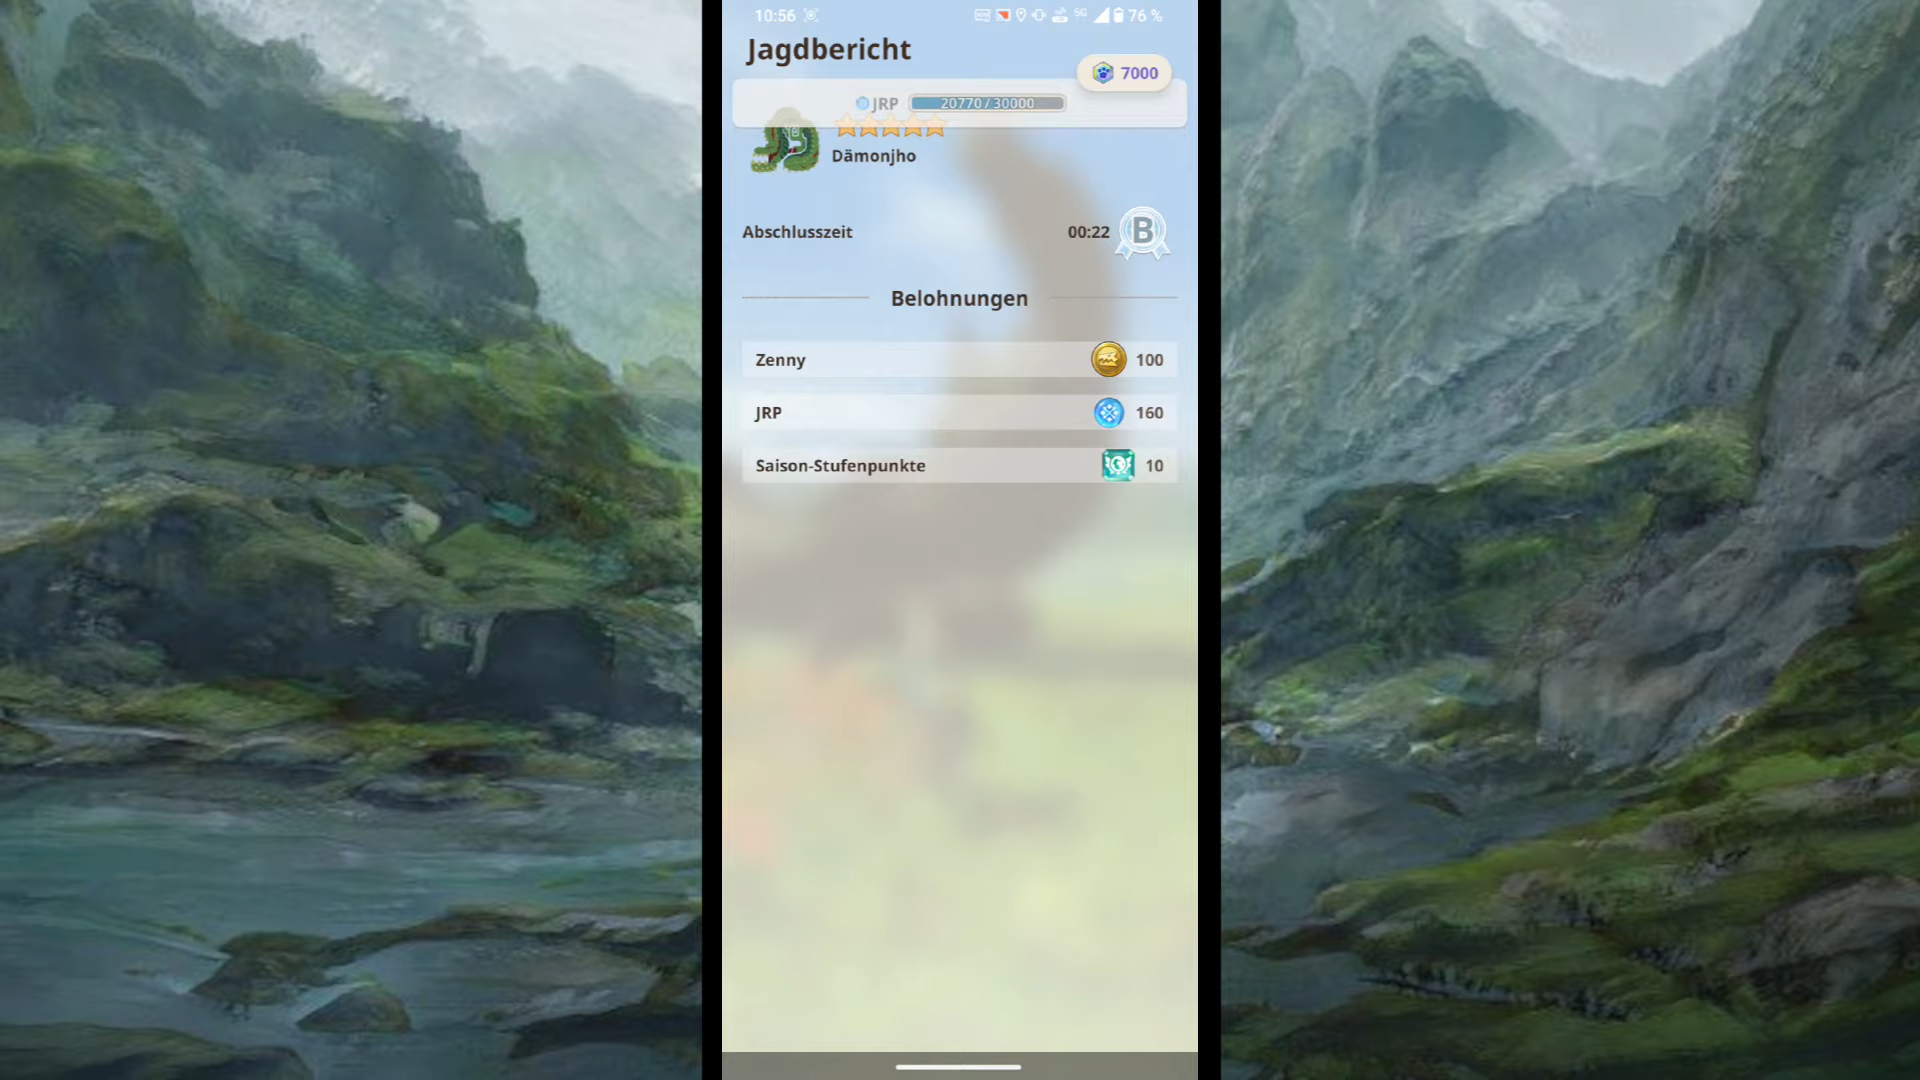 10:56
5G
76 %
Jagdbericht
7000
JRP 20770 / 30000
Dämonjho
Abschlusszeit 00:22 B
Belohnungen
Zenny 100
JRP 160
Saison-Stufenpunkte 10